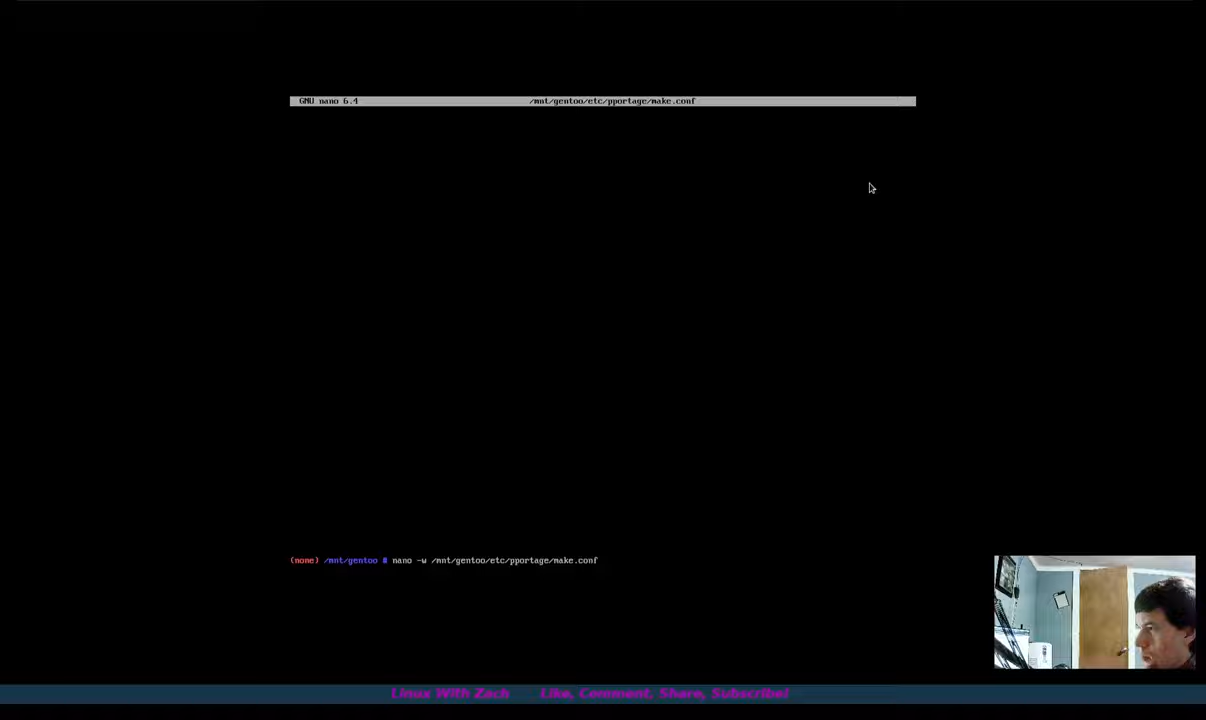 GNU nano 6.4 /mnt/gentoo/etc/pportage/make.conf
(none) /mnt/gentoo # nano -w /mnt/gentoo/etc/pportage/make.conf
Linux With Zach Like, Comment, Share, Subscribe!